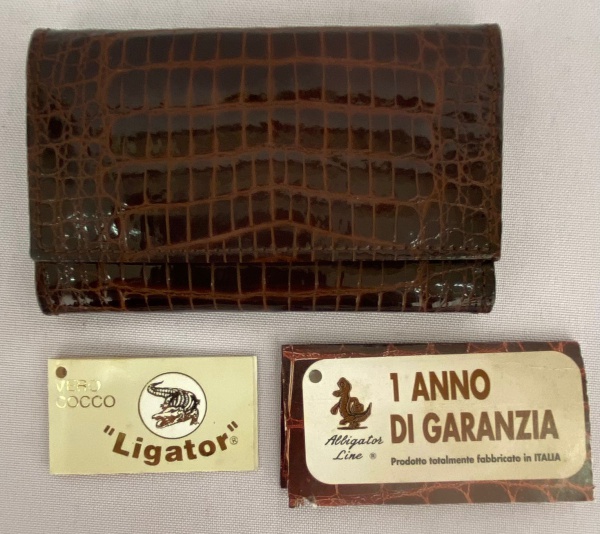 VERO
COCCO
"Ligator"®
Alligator
Line ®
1 ANNO
DI GARANZIA
Prodotto totalmente fabbricato in ITALIA